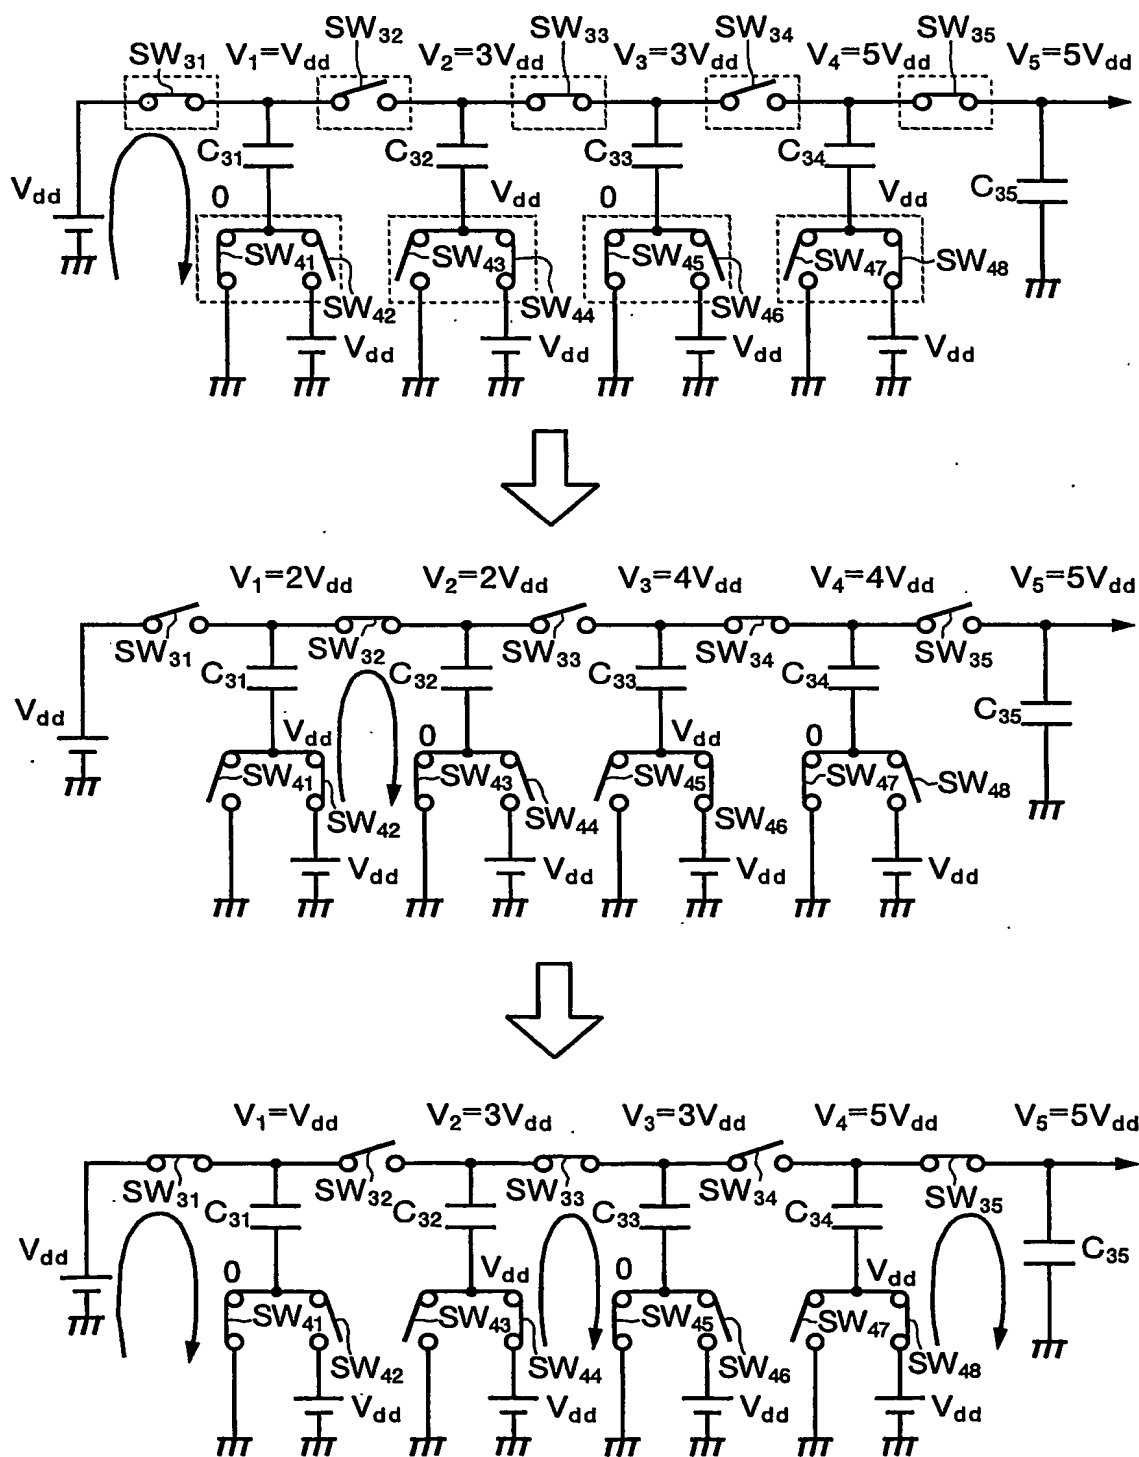 SW31 V1=Vdd SW32 V2=3Vdd SW33 V3=3Vdd SW34 V4=5Vdd SW35 V5=5Vdd
C31 C32 C33 C34 C35
Vdd 0 Vdd 0 Vdd
SW41 SW43 SW45 SW47 SW48
SW42 SW44 SW46
Vdd Vdd Vdd Vdd
V1=2Vdd V2=2Vdd V3=4Vdd V4=4Vdd V5=5Vdd
SW31 SW32 SW33 SW34 SW35
C31 C32 C33 C34 C35
Vdd Vdd 0 Vdd 0
SW41 SW43 SW45 SW47 SW48
SW42 SW44 SW46
Vdd Vdd Vdd Vdd
V1=Vdd V2=3Vdd V3=3Vdd V4=5Vdd V5=5Vdd
SW31 SW32 SW33 SW34 SW35
C31 C32 C33 C34 C35
Vdd 0 Vdd 0 Vdd
SW41 SW43 SW45 SW47
SW42 SW44 SW46 SW48
Vdd Vdd Vdd Vdd